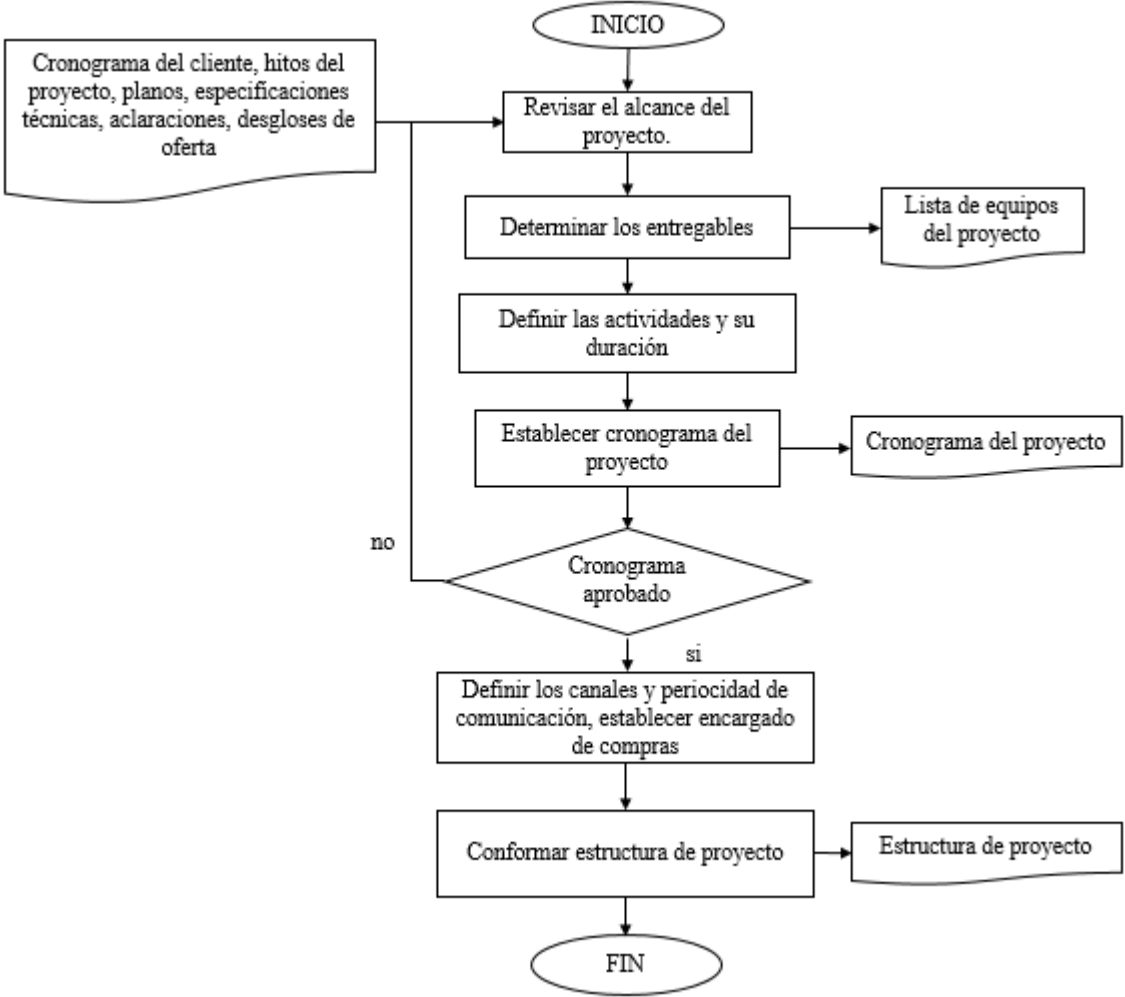 INICIO
Cronograma del cliente, hitos del
proyecto, planos, especificaciones
técnicas, aclaraciones, desgloses de
oferta
Revisar el alcance del
proyecto.
Determinar los entregables
Lista de equipos
del proyecto
Definir las actividades y su
duración
Establecer cronograma del
proyecto
Cronograma del proyecto
no
Cronograma
aprobado
si
Definir los canales y periocidad de
comunicación, establecer encargado
de compras
Conformar estructura de proyecto
Estructura de proyecto
FIN